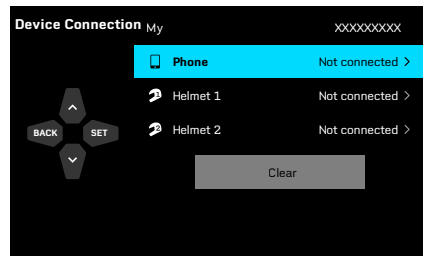 Device Connection My XXXXXXXXX
Phone Not connected >
Helmet 1 Not connected >
BACK SET Helmet 2 Not connected >
Clear